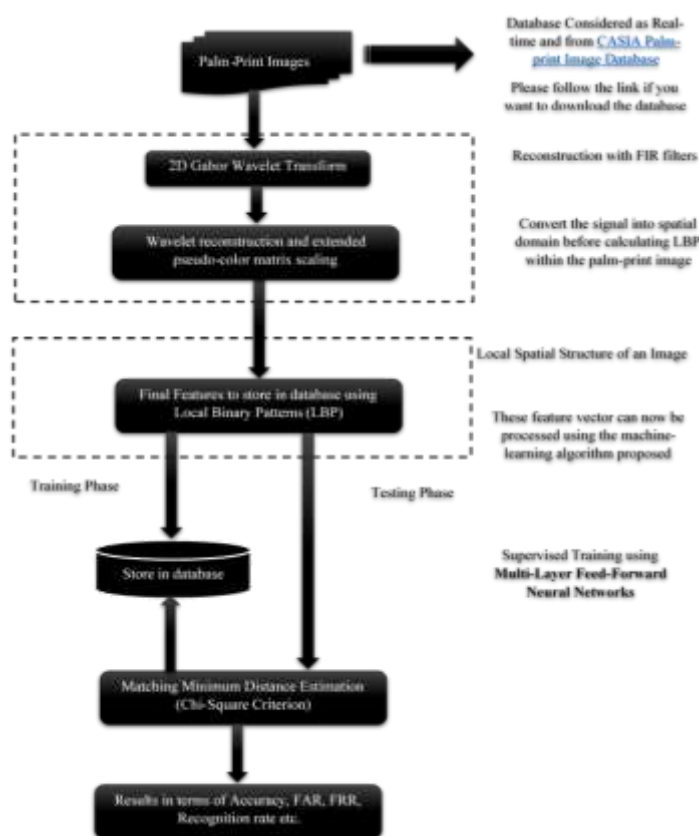 Palm-Print Images
Database Considered as Real-
time and from CASIA Palm-
print Image Database
Please follow the link if you
want to download the database
2D Gabor Wavelet Transform
Reconstruction with FIR filters
Wavelet reconstruction and extended
pseudo-color matrix scaling
Convert the signal into spatial
domain before calculating LBP
within the palm-print image
Local Spatial Structure of an Image
Final Features to store in database using
Local Binary Patterns (LBP)
These feature vector can now be
processed using the machine-
learning algorithm proposed
Training Phase
Testing Phase
Store in database
Supervised Training using
Multi-Layer Feed-Forward
Neural Networks
Matching Minimum Distance Estimation
(Chi-Square Criterion)
Results in terms of Accuracy, FAR, FRR,
Recognition rate etc.